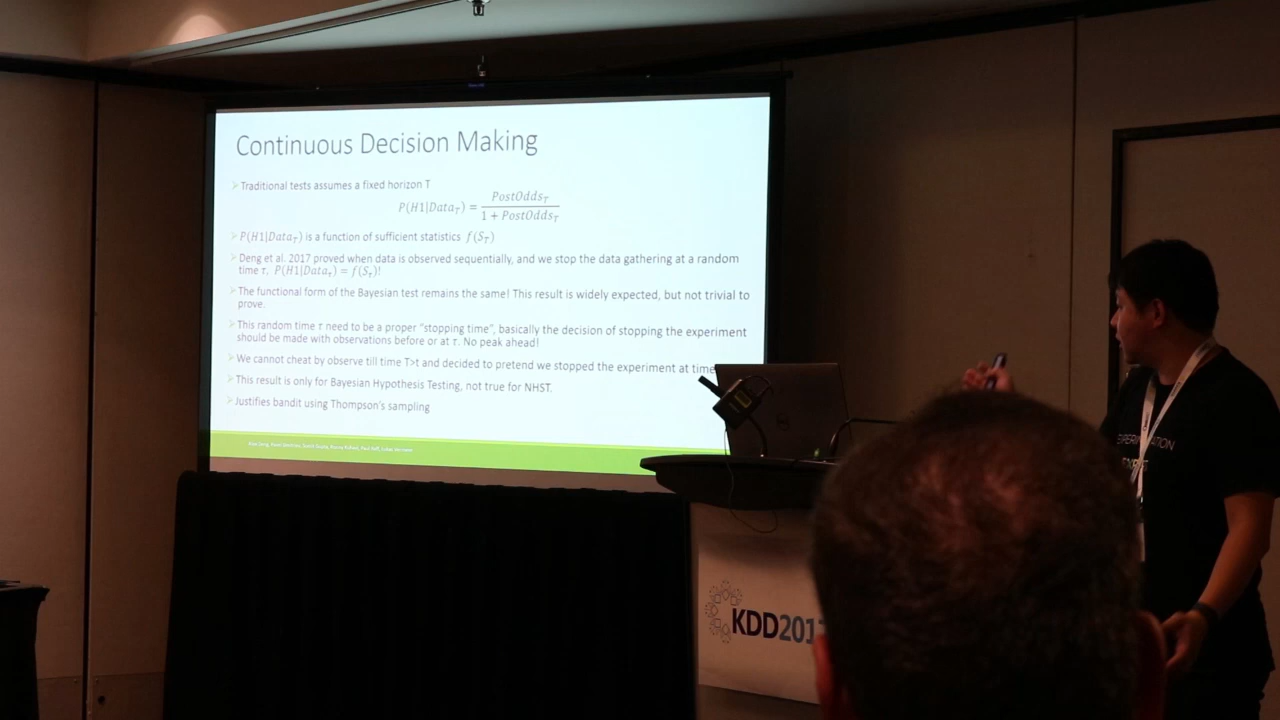 Continuous Decision Making
Traditional tests assumes a fixed horizon T
P(H1|Data_T) = PostOdds_T / 1 + PostOdds_T
P(H1|Data_T) is a function of sufficient statistics f(S_T)
Deng et al. 2017 proved when data is observed sequentially, and we stop the data gathering at a random
time τ. P(H1|Data_τ) = f(S_τ)!
The functional form of the Bayesian test remains the same! This result is widely expected, but not trivial to
prove.
This random time τ need to be a proper "stopping time", basically the decision of stopping the experiment
should be made with observations before or at τ. No peak ahead!
We cannot cheat by observe till time T>t and decided to pretend we stopped the experiment at time
This result is only for Bayesian Hypothesis Testing, not true for NHST.
Justifies bandit using Thompson's sampling
KDD2017